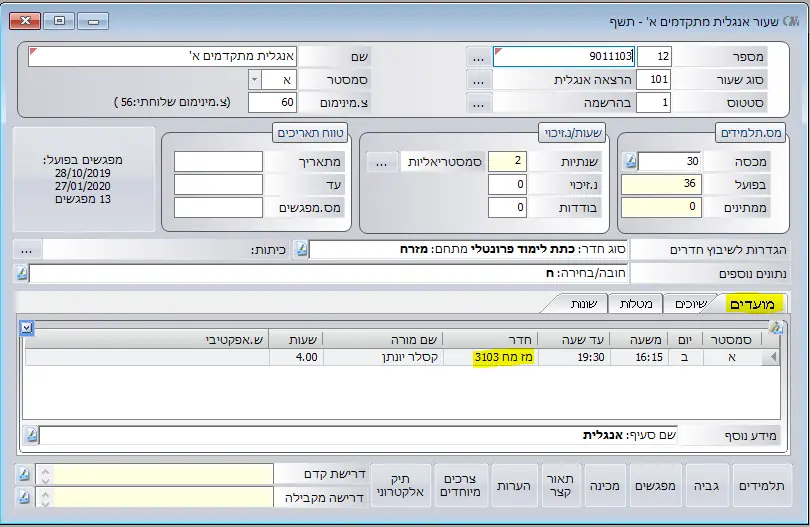 שעור אנגלית מתקדמים א' - תשף
מספר 12 9011103 ... שם אנגלית מתקדמים א'
סוג שעור 101 הרצאה אנגלית ... סמסטר א
סטטוס 1 בהרשמה ... צ.מינימום 60 (צ.מינימום שלוחתי:56 )
מס.תלמידים שעות/נ.זיכוי טווח תאריכים
מכסה 30 שנתיות 2 סמסטריאליות ... מתאריך
בפועל 36 נ.זיכוי 0 עד
ממתינים 0 בודדות 0 מס.מפגשים
מפגשים בפועל:
28/10/2019
27/01/2020
13 מפגשים
הגדרות לשיבוץ חדרים סוג חדר: כתת לימוד פרונטלי מתחם: מזרח כיתות: ...
נתונים נוספים חובה/בחירה: ח
מועדים שיוכים מטלות שונות
סמסטר יום משעה עד שעה חדר שם מורה שעות ש.אפקטיבי
א ב 16:15 19:30 מז מח 3103 קסלר יונתן 4.00
מידע נוסף שם סעיף: אנגלית
תלמידים גביה מפגשים מכינה תאור קצר הערות צרכים מיוחדים תיק אלקטרוני
דרישת קדם
דרישה מקבילה